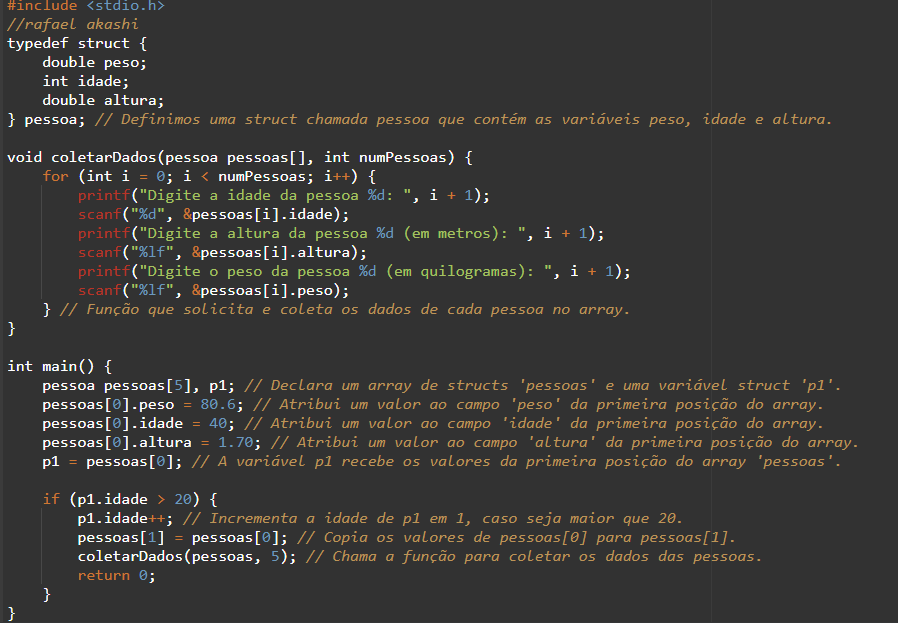 #include <stdio.h>
//rafael akashi
typedef struct {
    double peso;
    int idade;
    double altura;
} pessoa; // Definimos uma struct chamada pessoa que contém as variáveis peso, idade e altura.

void coletarDados(pessoa pessoas[], int numPessoas) {
    for (int i = 0; i < numPessoas; i++) {
        printf("Digite a idade da pessoa %d: ", i + 1);
        scanf("%d", &pessoas[i].idade);
        printf("Digite a altura da pessoa %d (em metros): ", i + 1);
        scanf("%lf", &pessoas[i].altura);
        printf("Digite o peso da pessoa %d (em quilogramas): ", i + 1);
        scanf("%lf", &pessoas[i].peso);
    } // Função que solicita e coleta os dados de cada pessoa no array.
}

int main() {
    pessoa pessoas[5], p1; // Declara um array de structs 'pessoas' e uma variável struct 'p1'.
    pessoas[0].peso = 80.6; // Atribui um valor ao campo 'peso' da primeira posição do array.
    pessoas[0].idade = 40; // Atribui um valor ao campo 'idade' da primeira posição do array.
    pessoas[0].altura = 1.70; // Atribui um valor ao campo 'altura' da primeira posição do array.
    p1 = pessoas[0]; // A variável p1 recebe os valores da primeira posição do array 'pessoas'.

    if (p1.idade > 20) {
        p1.idade++; // Incrementa a idade de p1 em 1, caso seja maior que 20.
        pessoas[1] = pessoas[0]; // Copia os valores de pessoas[0] para pessoas[1].
        coletarDados(pessoas, 5); // Chama a função para coletar os dados das pessoas.
        return 0;
    }
}